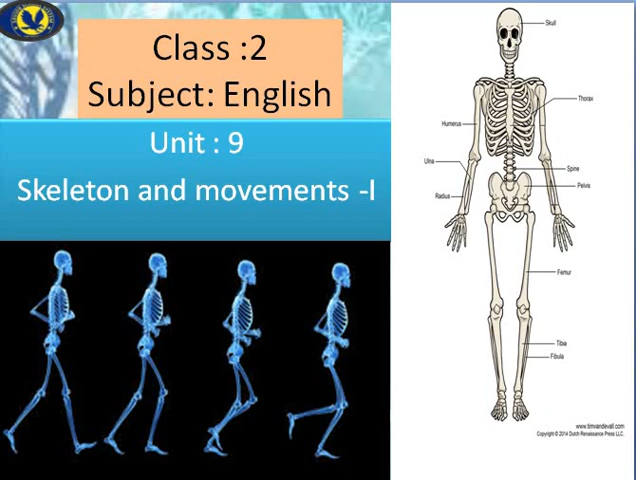 Class :2
Subject: English
Unit : 9
Skeleton and movements -I
Skull
Thorax
Humerus
Ulna
Spine
Pelvis
Radius
Femur
Tibia
Fibula
www.timvandevall.com
Copyright © 2014 Dutch Renaissance Press LLC.